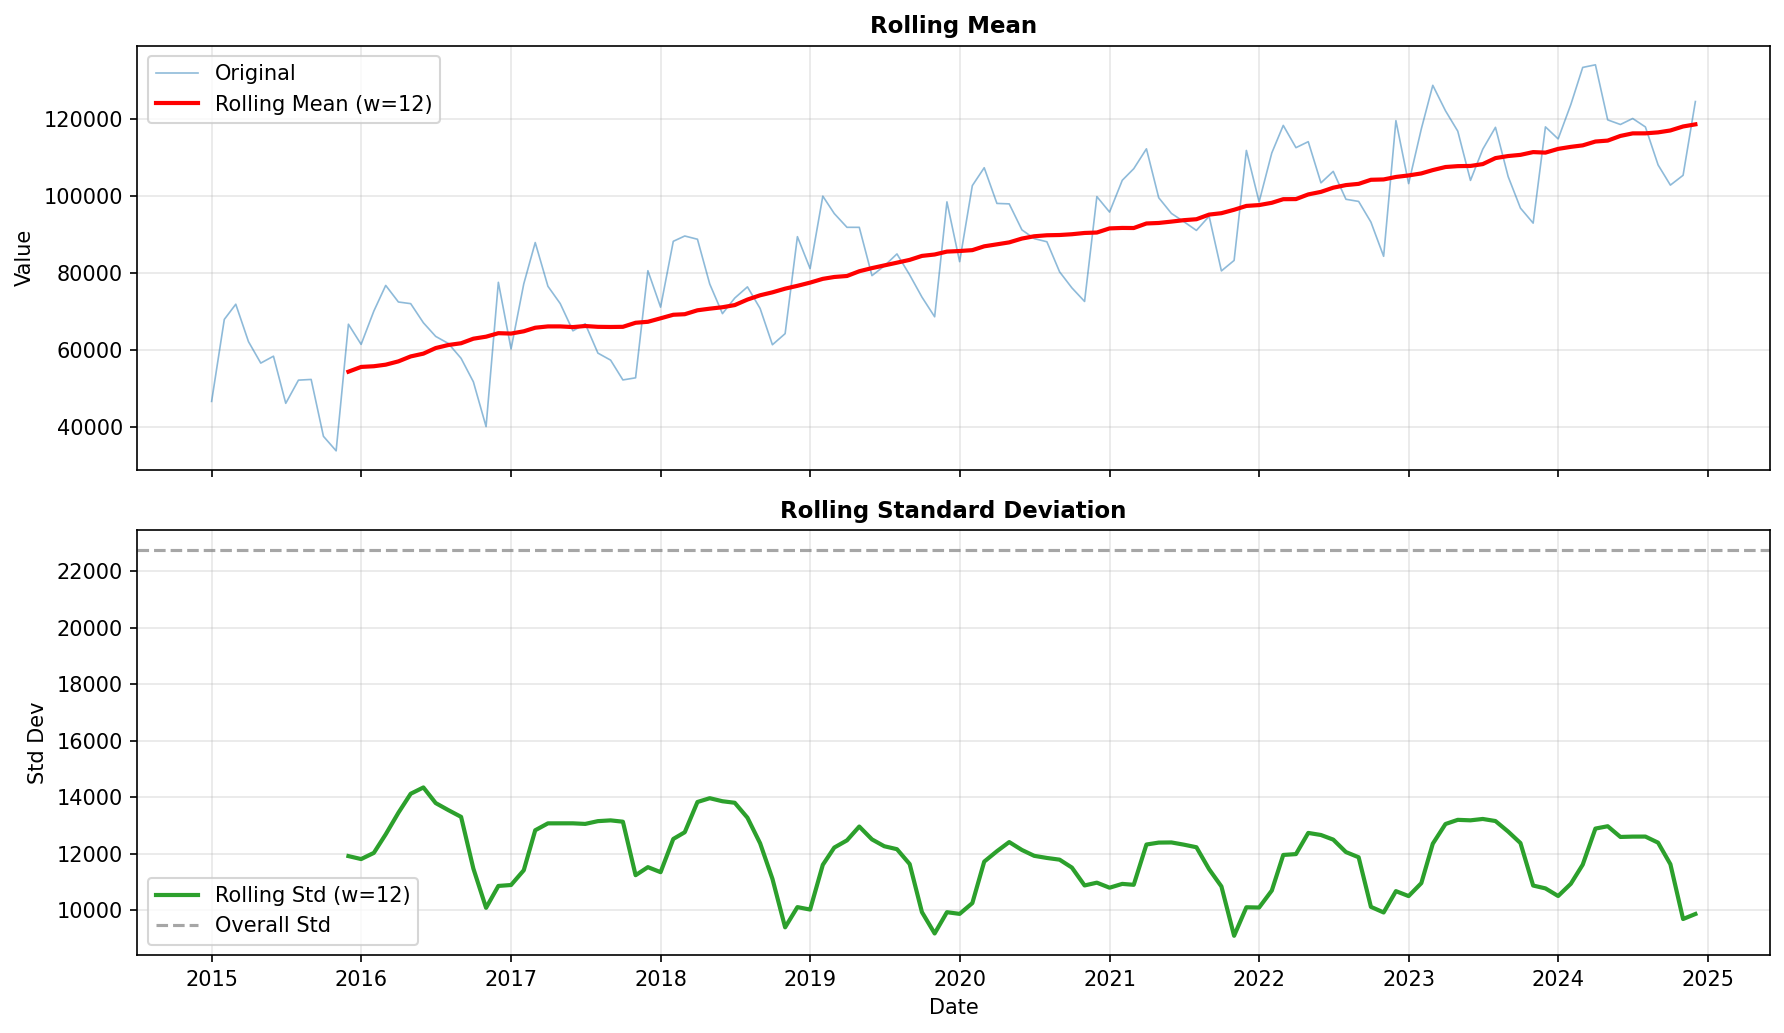 Rolling Mean
Original
Rolling Mean (w=12)
Value
120000
100000
80000
60000
40000
Rolling Standard Deviation
Std Dev
22000
20000
18000
16000
14000
12000
10000
Rolling Std (w=12)
Overall Std
2015 2016 2017 2018 2019 2020 2021 2022 2023 2024 2025
Date